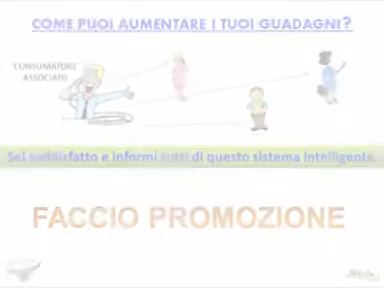 COME PUOI AUMENTARE I TUOI GUADAGNI?
CONSUMATORE
ASSOCIATO
Sei soddisfatto e informi tutti di questo sistema intelligente.
FACCIO PROMOZIONE